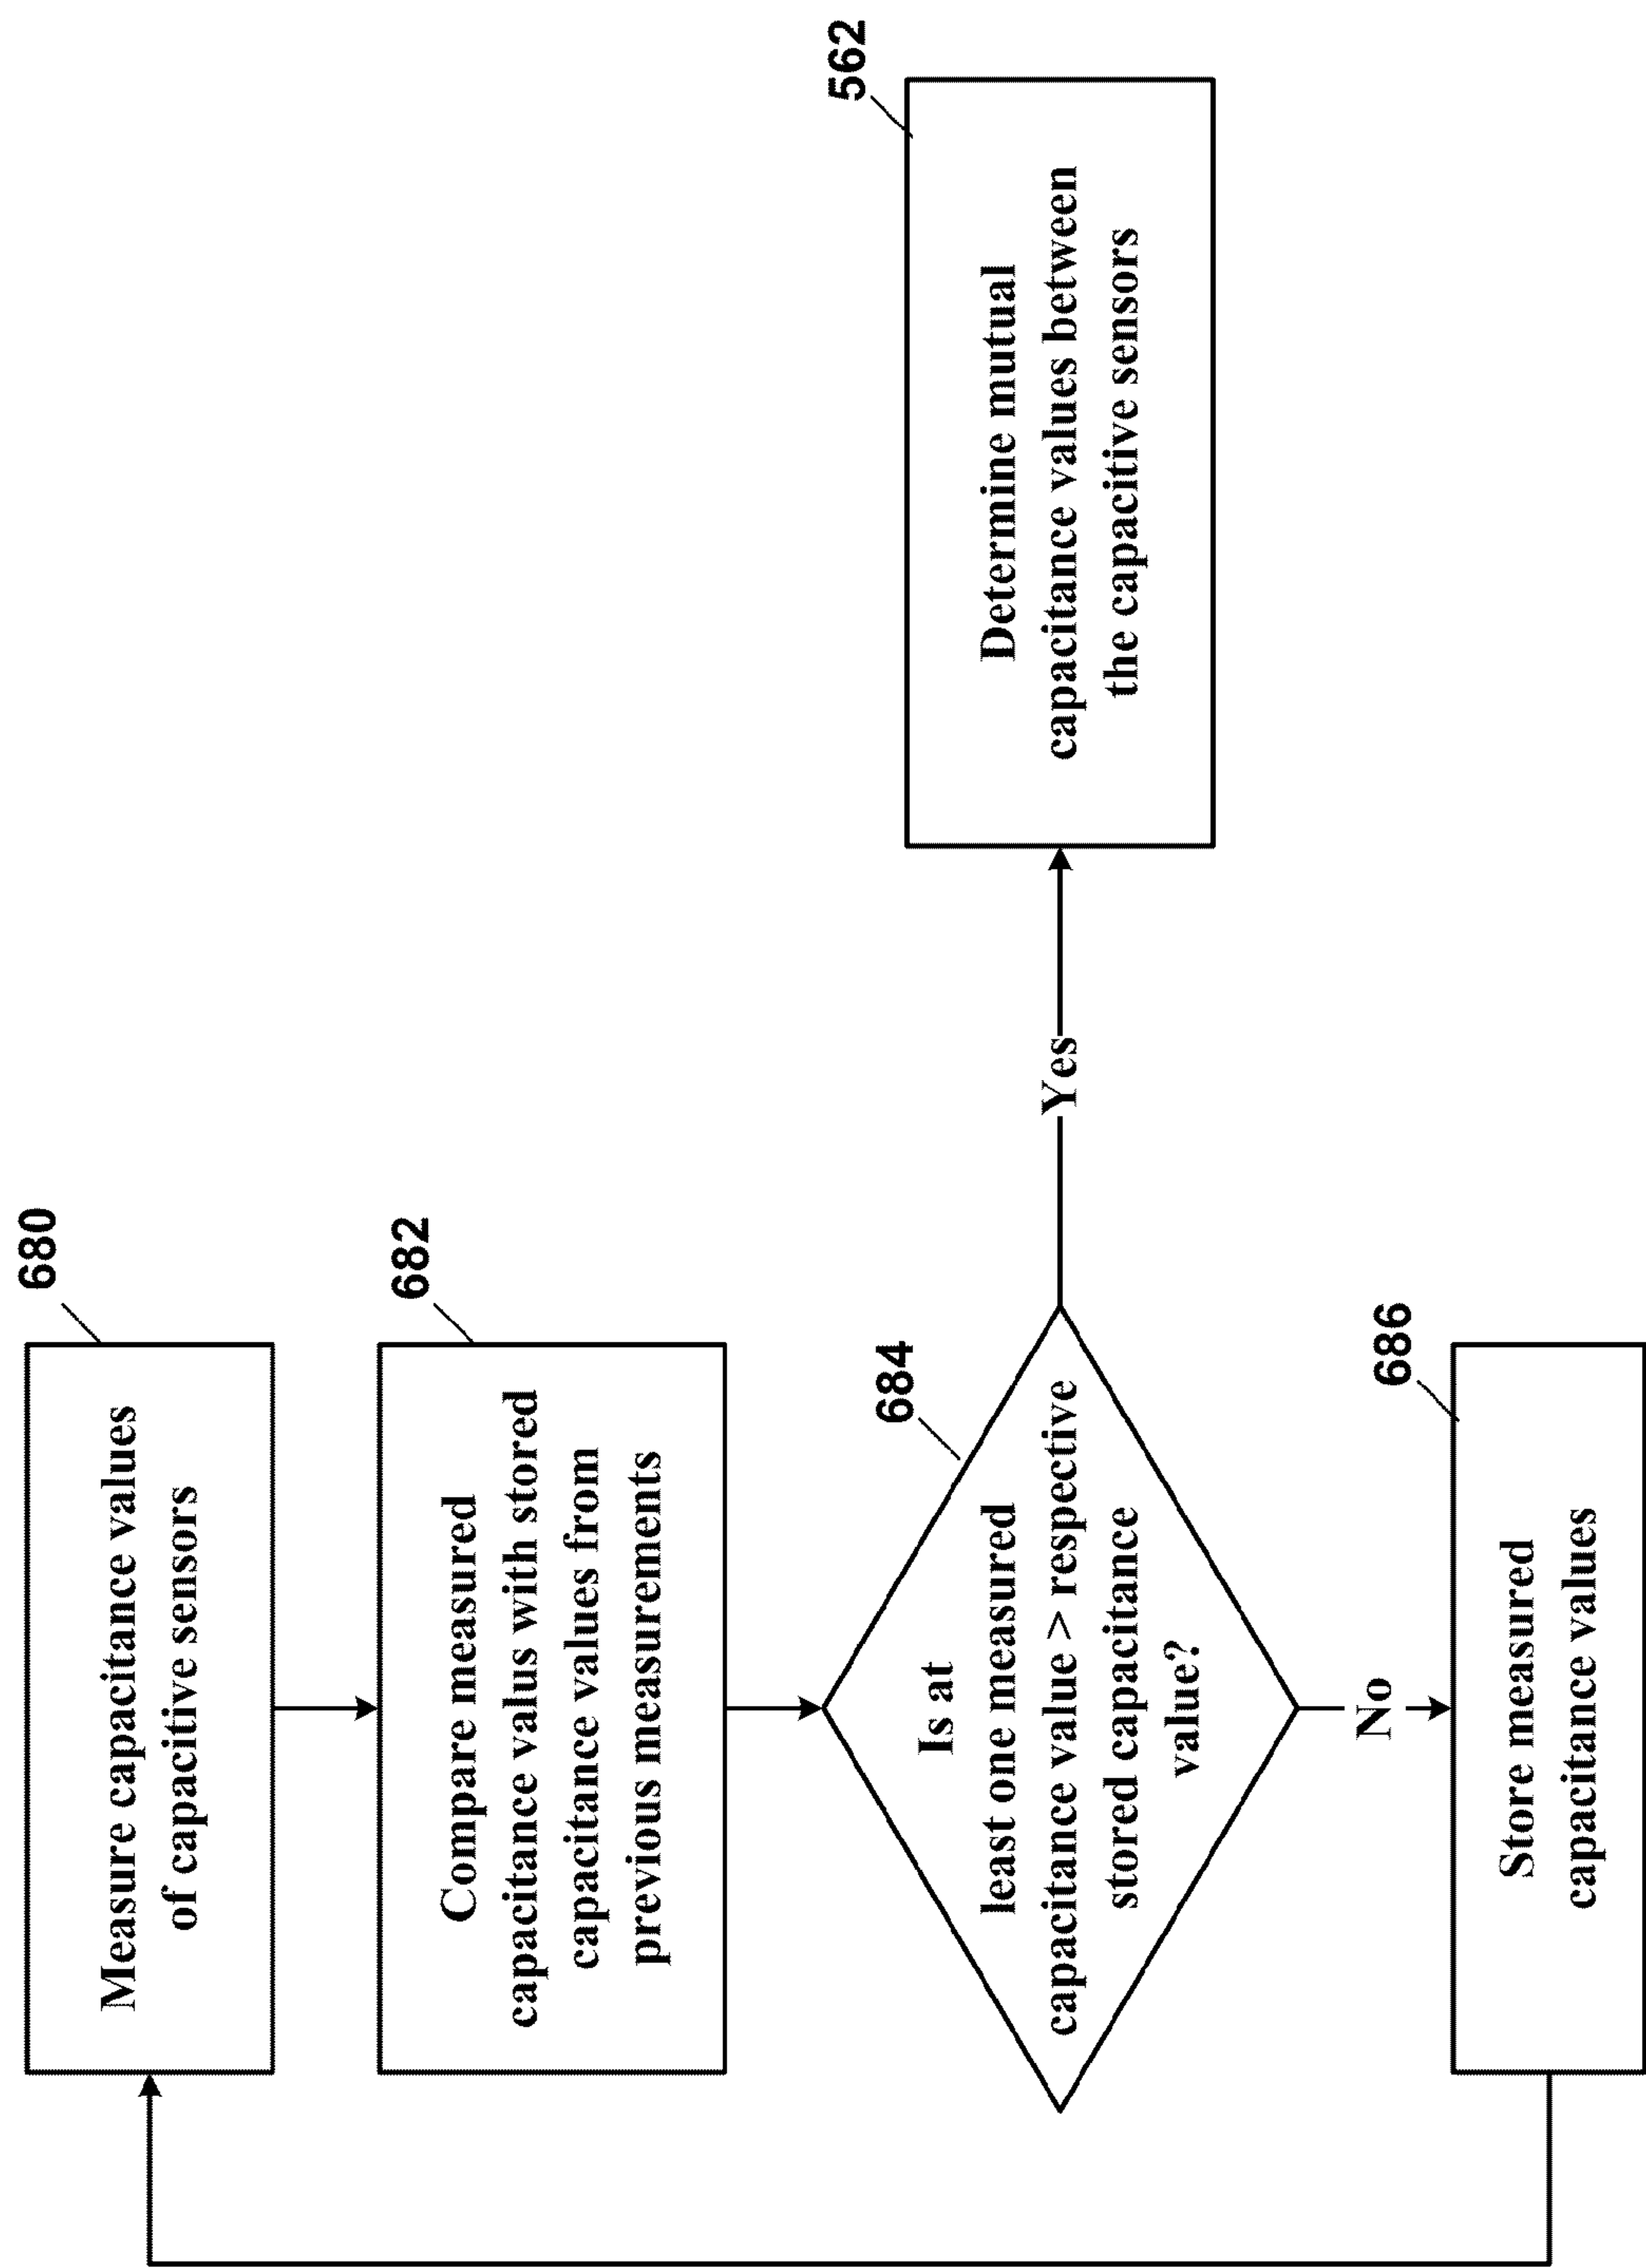 680
Measure capacitance values
of capacitive sensors
682
Compare measured
capacitance valus with stored
capacitance values from
previous measurements
684
Is at
least one measured
capacitance value > respective
stored capacitance
value?
Yes
562
Determine mutual
capacitance values between
the capacitive sensors
No
686
Store measured
capacitance values